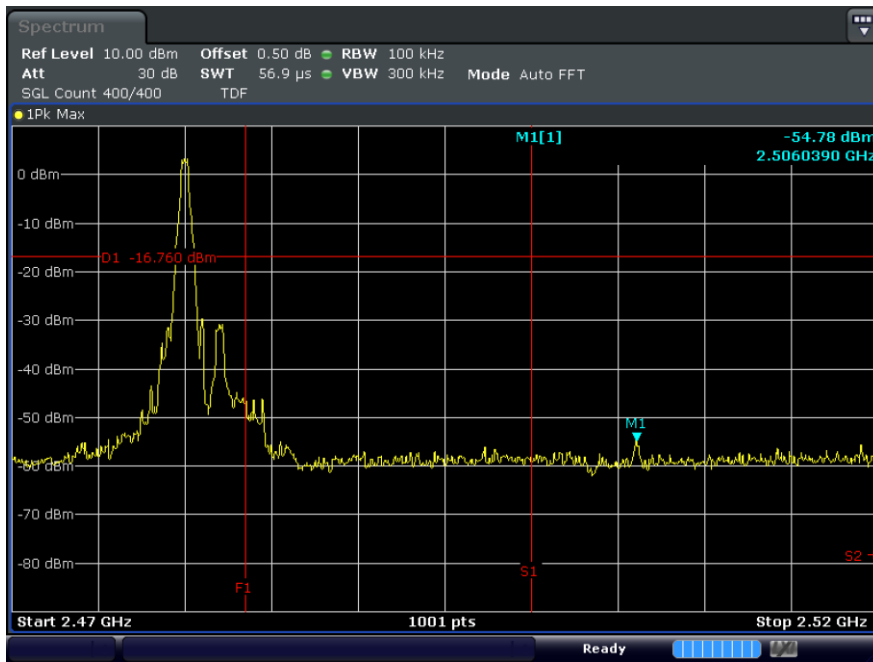 Spectrum
Ref Level 10.00 dBm Offset 0.50 dB RBW 100 kHz
Att 30 dB SWT 56.9 µs VBW 300 kHz Mode Auto FFT
SGL Count 400/400 TDF
1Pk Max
M1[1] -54.78 dBm
2.5060390 GHz
0 dBm
-10 dBm
D1 -16.760 dBm
-20 dBm
-30 dBm
-40 dBm
-50 dBm
M1
-60 dBm
-70 dBm
-80 dBm
S2
S1
F1
Start 2.47 GHz 1001 pts Stop 2.52 GHz
Ready